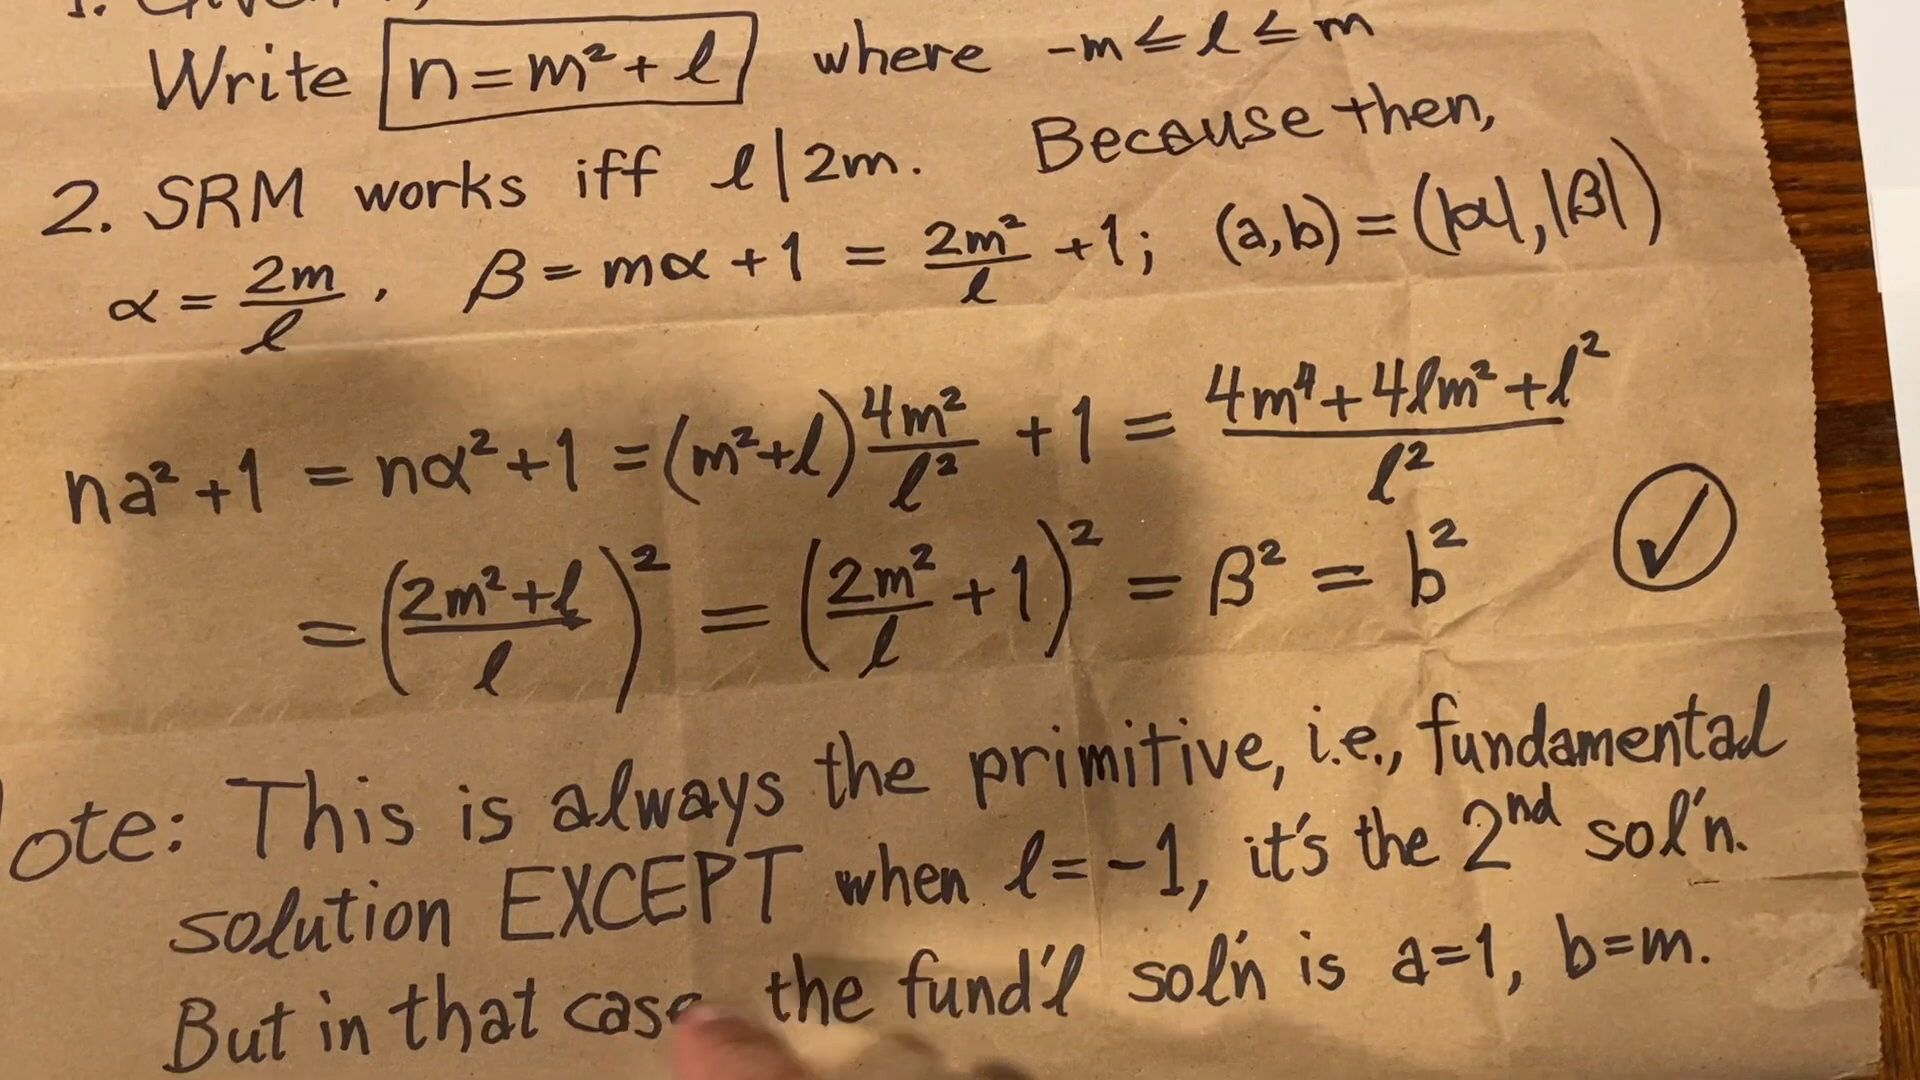 1. Given
Write n = m² + l where -m ≤ l ≤ m
2. SRM works iff l | 2m. Because then,
α = 2m/l, β = mα + 1 = 2m²/l + 1; (a,b) = (|α|, |β|)
na² + 1 = nα² + 1 = (m² + l) 4m²/l² + 1 = (4m⁴ + 4lm² + l²)/l²
= ((2m² + l)/l)² = (2m²/l + 1)² = β² = b² ✓
ote: This is always the primitive, i.e., fundamental
solution EXCEPT when l = -1, it's the 2nd sol'n.
But in that case the fund'l sol'n is a=1, b=m.